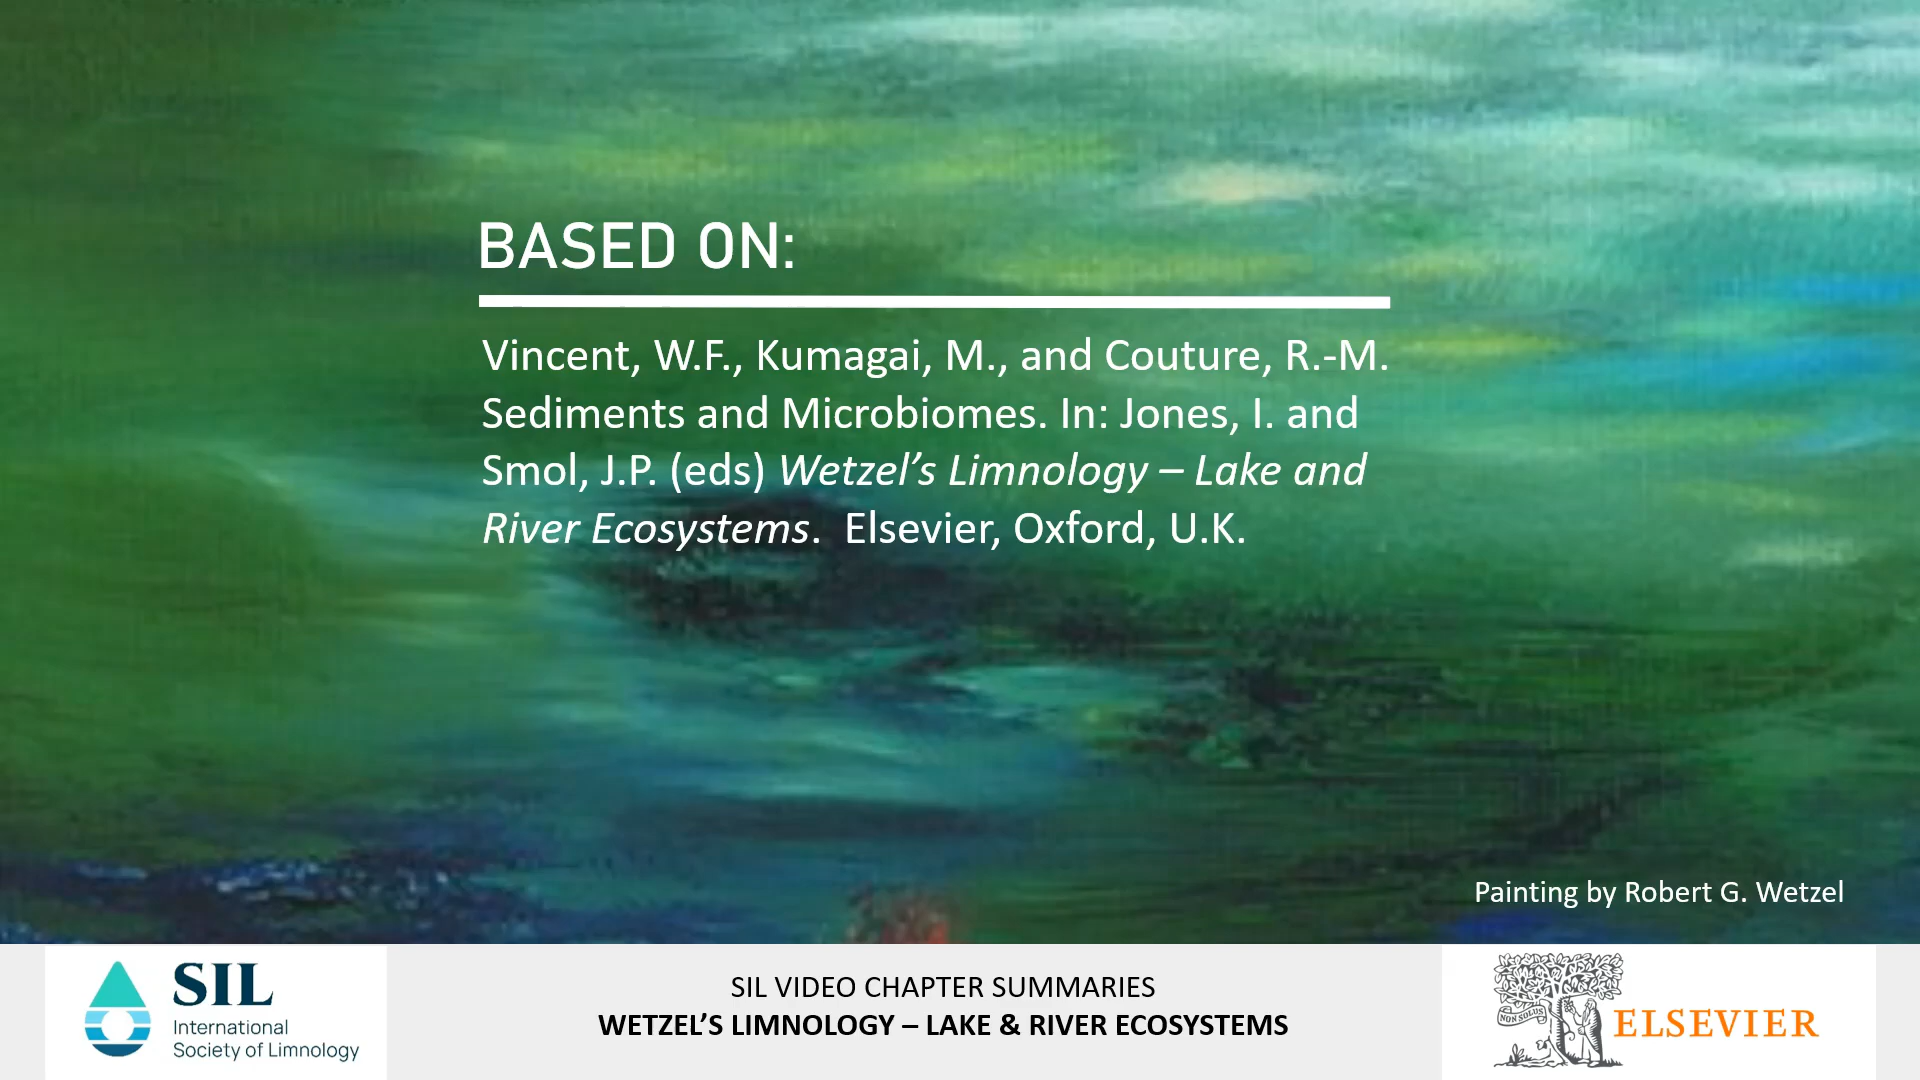 BASED ON:
Vincent, W.F., Kumagai, M., and Couture, R.-M.
Sediments and Microbiomes. In: Jones, I. and
Smol, J.P. (eds) Wetzel’s Limnology – Lake and
River Ecosystems.  Elsevier, Oxford, U.K.
Painting by Robert G. Wetzel
SIL
International
Society of Limnology
SIL VIDEO CHAPTER SUMMARIES
WETZEL’S LIMNOLOGY – LAKE & RIVER ECOSYSTEMS
NON SOLUS
ELSEVIER